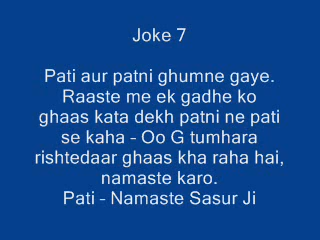 Joke 7
Pati aur patni ghumne gaye.
Raaste me ek gadhe ko
ghaas kata dekh patni ne pati
se kaha - Oo G tumhara
rishtedaar ghaas kha raha hai,
namaste karo.
Pati - Namaste Sasur Ji